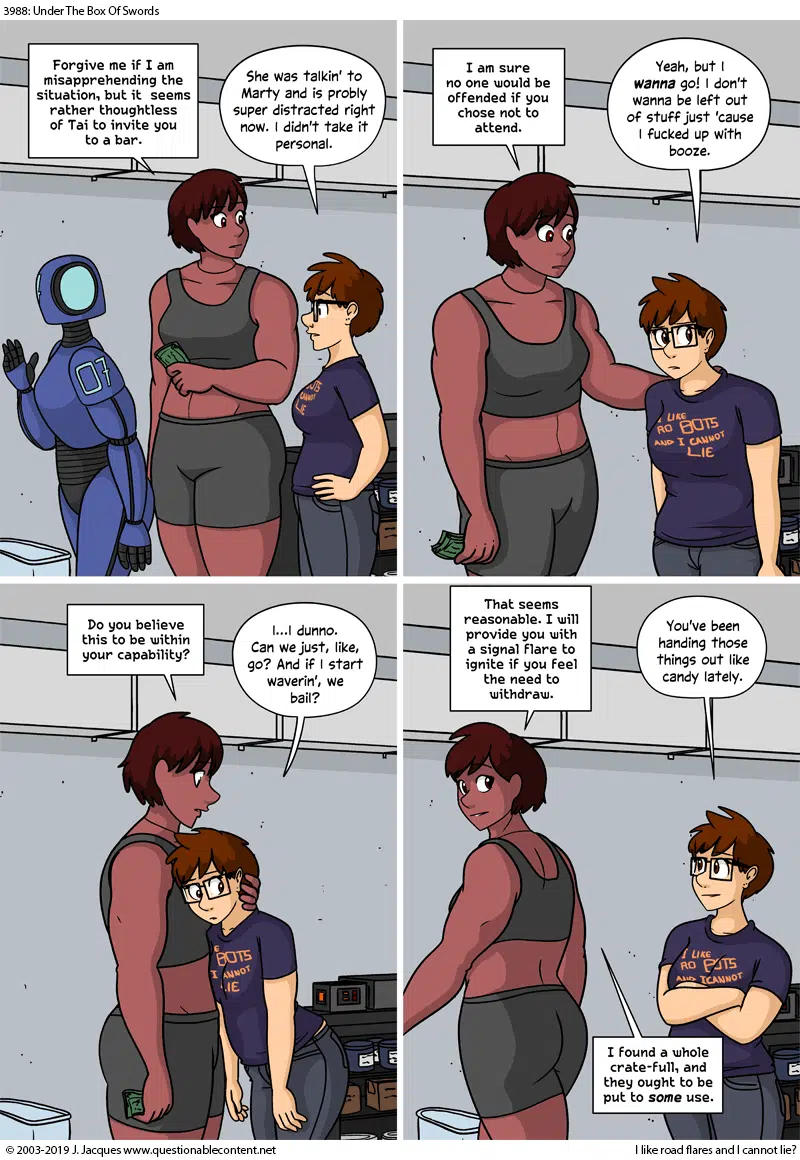 3988: Under The Box Of Swords
Forgive me if I am
misapprehending the
situation, but it seems
rather thoughtless
of Tai to invite you
to a bar.
She was talkin' to
Marty and is probly
super distracted right
now. I didn't take it
personal.
07
BOTS
CANNOT
LIE
I am sure
no one would be
offended if you
chose not to
attend.
Yeah, but I
wanna go! I don't
wanna be left out
of stuff just 'cause
I fucked up with
booze.
I LIKE
RO BOTS
AND I CANNOT
LIE
Do you believe
this to be within
your capability?
I...I dunno.
Can we just, like,
go? And if I start
waverin', we
bail?
BOTS
I CANNOT
LIE
That seems
reasonable. I will
provide you with
a signal flare to
ignite if you feel
the need to
withdraw.
You've been
handing those
things out like
candy lately.
I LIKE
RO BOTS
AND I CANNOT
I found a whole
crate-full, and
they ought to be
put to some use.
© 2003-2019 J. Jacques www.questionablecontent.net
I like road flares and I cannot lie?